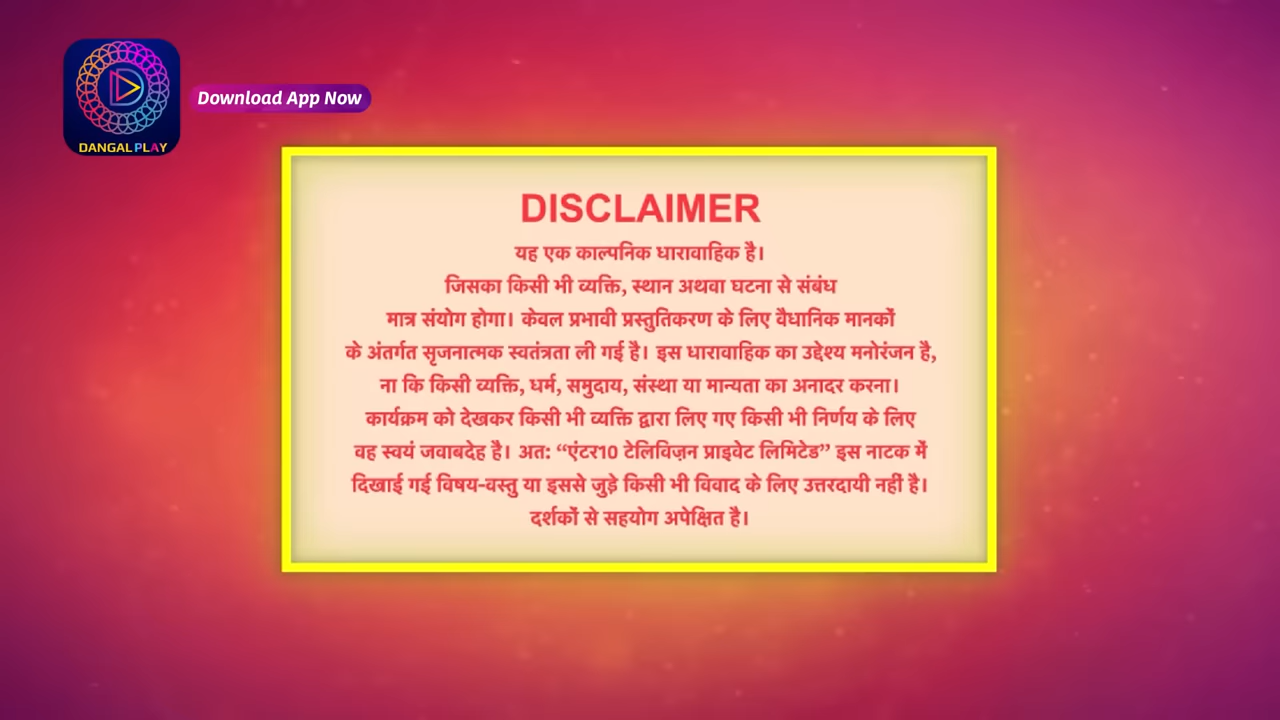 DANGAL PLAY
Download App Now
DISCLAIMER
यह एक काल्पनिक धारावाहिक है।
जिसका किसी भी व्यक्ति, स्थान अथवा घटना से संबंध
मात्र संयोग होगा। केवल प्रभावी प्रस्तुतिकरण के लिए वैधानिक मानकों
के अंतर्गत सृजनात्मक स्वतंत्रता ली गई है। इस धारावाहिक का उद्देश्य मनोरंजन है,
ना कि किसी व्यक्ति, धर्म, समुदाय, संस्था या मान्यता का अनादर करना।
कार्यक्रम को देखकर किसी भी व्यक्ति द्वारा लिए गए किसी भी निर्णय के लिए
वह स्वयं जवाबदेह है। अत: “एंटर10 टेलिविज़न प्राइवेट लिमिटेड” इस नाटक में
दिखाई गई विषय-वस्तु या इससे जुड़े किसी भी विवाद के लिए उत्तरदायी नहीं है।
दर्शकों से सहयोग अपेक्षित है।